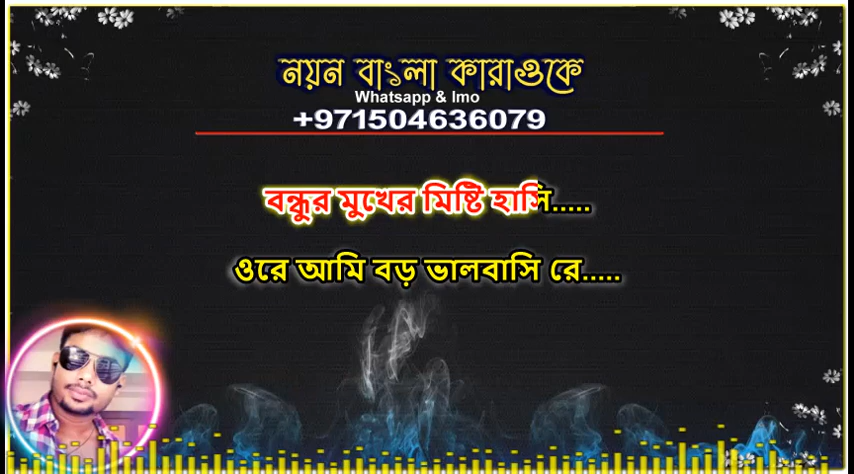 নয়ন বাংলা কারাওকে
Whatsapp & Imo
+971504636079
বন্ধুর মুখের মিষ্টি হাসি.....
ওরে আমি বড় ভালবাসি রে.....